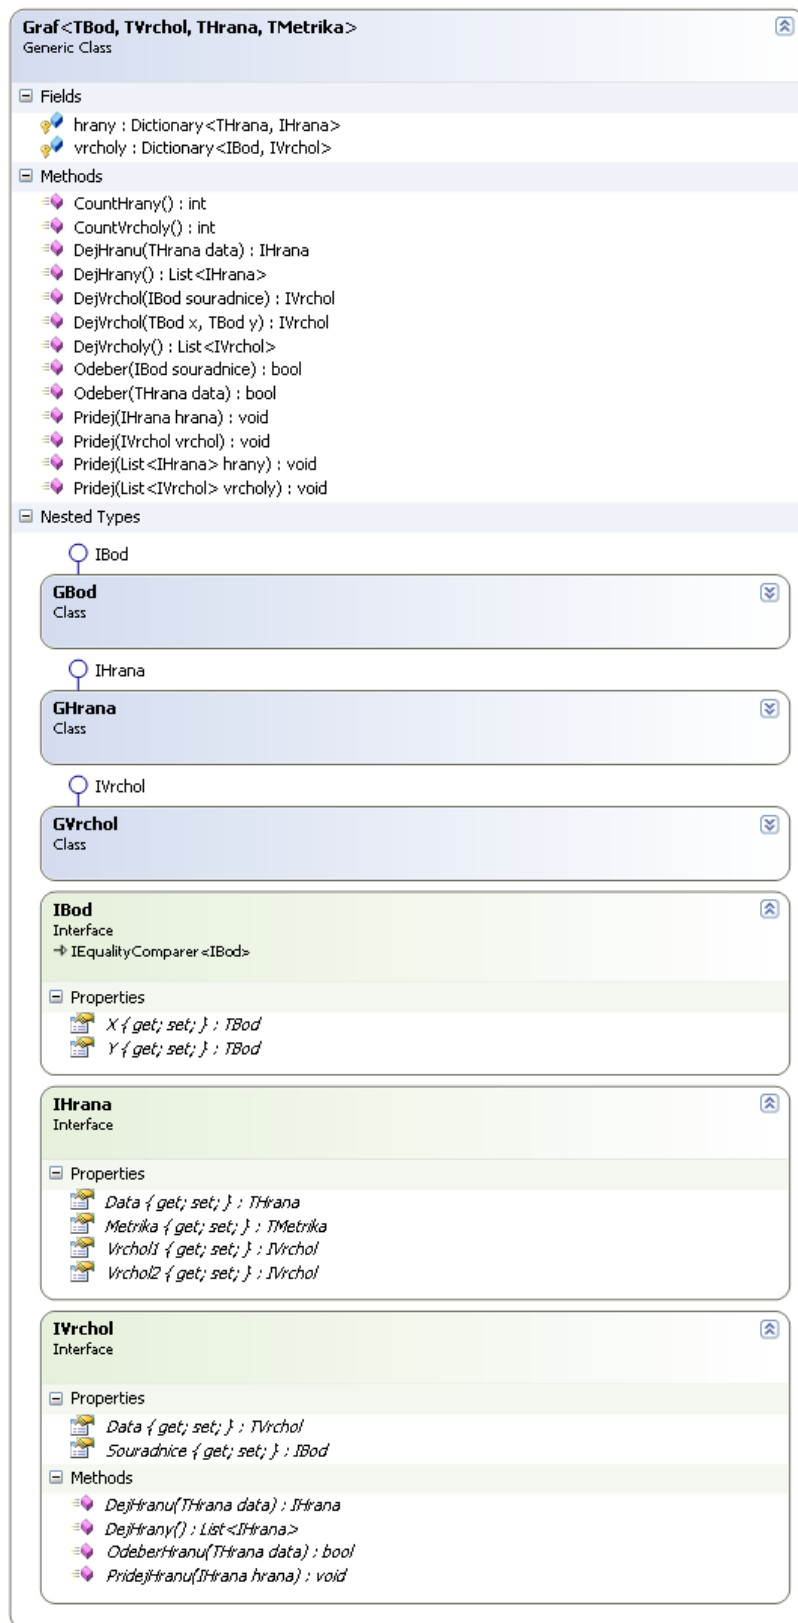 Graf<TBod, TVrchol, THrana, TMetrika>
Generic Class
Fields
hrany : Dictionary<THrana, IHrana>
vrcholy : Dictionary<IBod, IVrchol>
Methods
CountHrany() : int
CountVrcholy() : int
DejHranu(THrana data) : IHrana
DejHrany() : List<IHrana>
DejVrchol(IBod souradnice) : IVrchol
DejVrchol(TBod x, TBod y) : IVrchol
DejVrcholy() : List<IVrchol>
Odeber(IBod souradnice) : bool
Odeber(THrana data) : bool
Pridej(IHrana hrana) : void
Pridej(IVrchol vrchol) : void
Pridej(List<IHrana> hrany) : void
Pridej(List<IVrchol> vrcholy) : void
Nested Types
IBod
GBod
Class
IHrana
GHrana
Class
IVrchol
GVrchol
Class
IBod
Interface
IEqualityComparer<IBod>
Properties
X { get; set; } : TBod
Y { get; set; } : TBod
IHrana
Interface
Properties
Data { get; set; } : THrana
Metrika { get; set; } : TMetrika
Vrchol1 { get; set; } : IVrchol
Vrchol2 { get; set; } : IVrchol
IVrchol
Interface
Properties
Data { get; set; } : TVrchol
Souradnice { get; set; } : IBod
Methods
DejHranu(THrana data) : IHrana
DejHrany() : List<IHrana>
OdeberHranu(THrana data) : bool
PridejHranu(IHrana hrana) : void